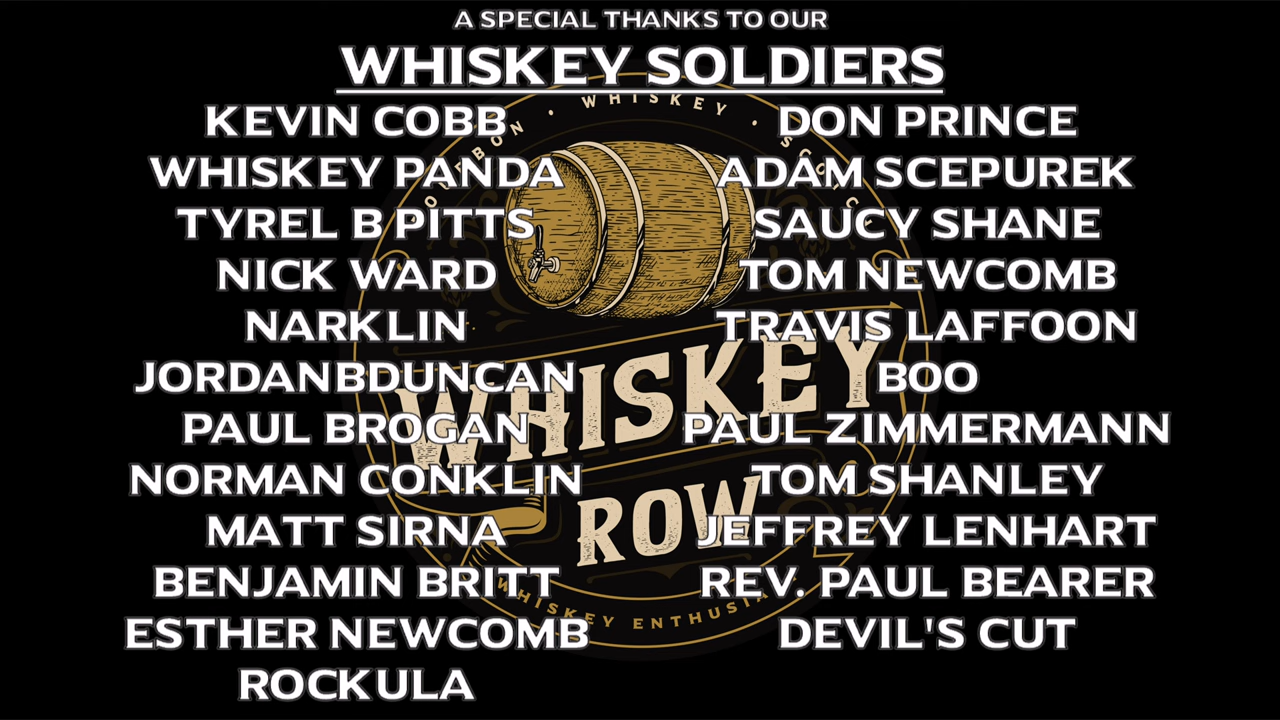 A SPECIAL THANKS TO OUR
WHISKEY SOLDIERS
KEVIN COBB
WHISKEY PANDA
TYREL B PITTS
NICK WARD
NARKLIN
JORDANBDUNCAN
PAUL BROGAN
NORMAN CONKLIN
MATT SIRNA
BENJAMIN BRITT
ESTHER NEWCOMB
ROCKULA
DON PRINCE
ADAM SCEPUREK
SAUCY SHANE
TOM NEWCOMB
TRAVIS LAFFOON
BOO
PAUL ZIMMERMANN
TOM SHANLEY
JEFFREY LENHART
REV. PAUL BEARER
DEVIL'S CUT
• WHISKEY •
WHISKEY
ROW
WHISKEY